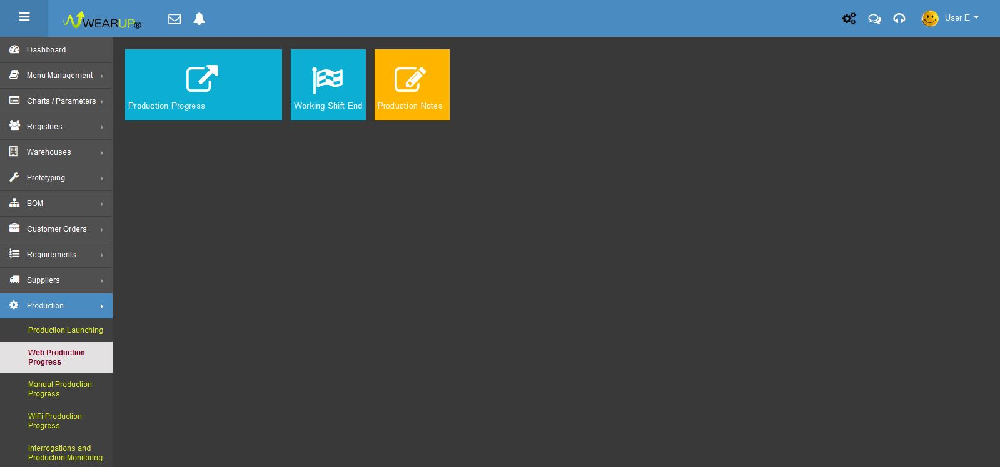 WEARUP®
User E
Dashboard
Menu Management
Charts / Parameters
Registries
Warehouses
Prototyping
BOM
Customer Orders
Requirements
Suppliers
Production
Production Launching
Web Production
Progress
Manual Production
Progress
WiFi Production
Progress
Interrogations and
Production Monitoring
Production Progress
Working Shift End
Production Notes